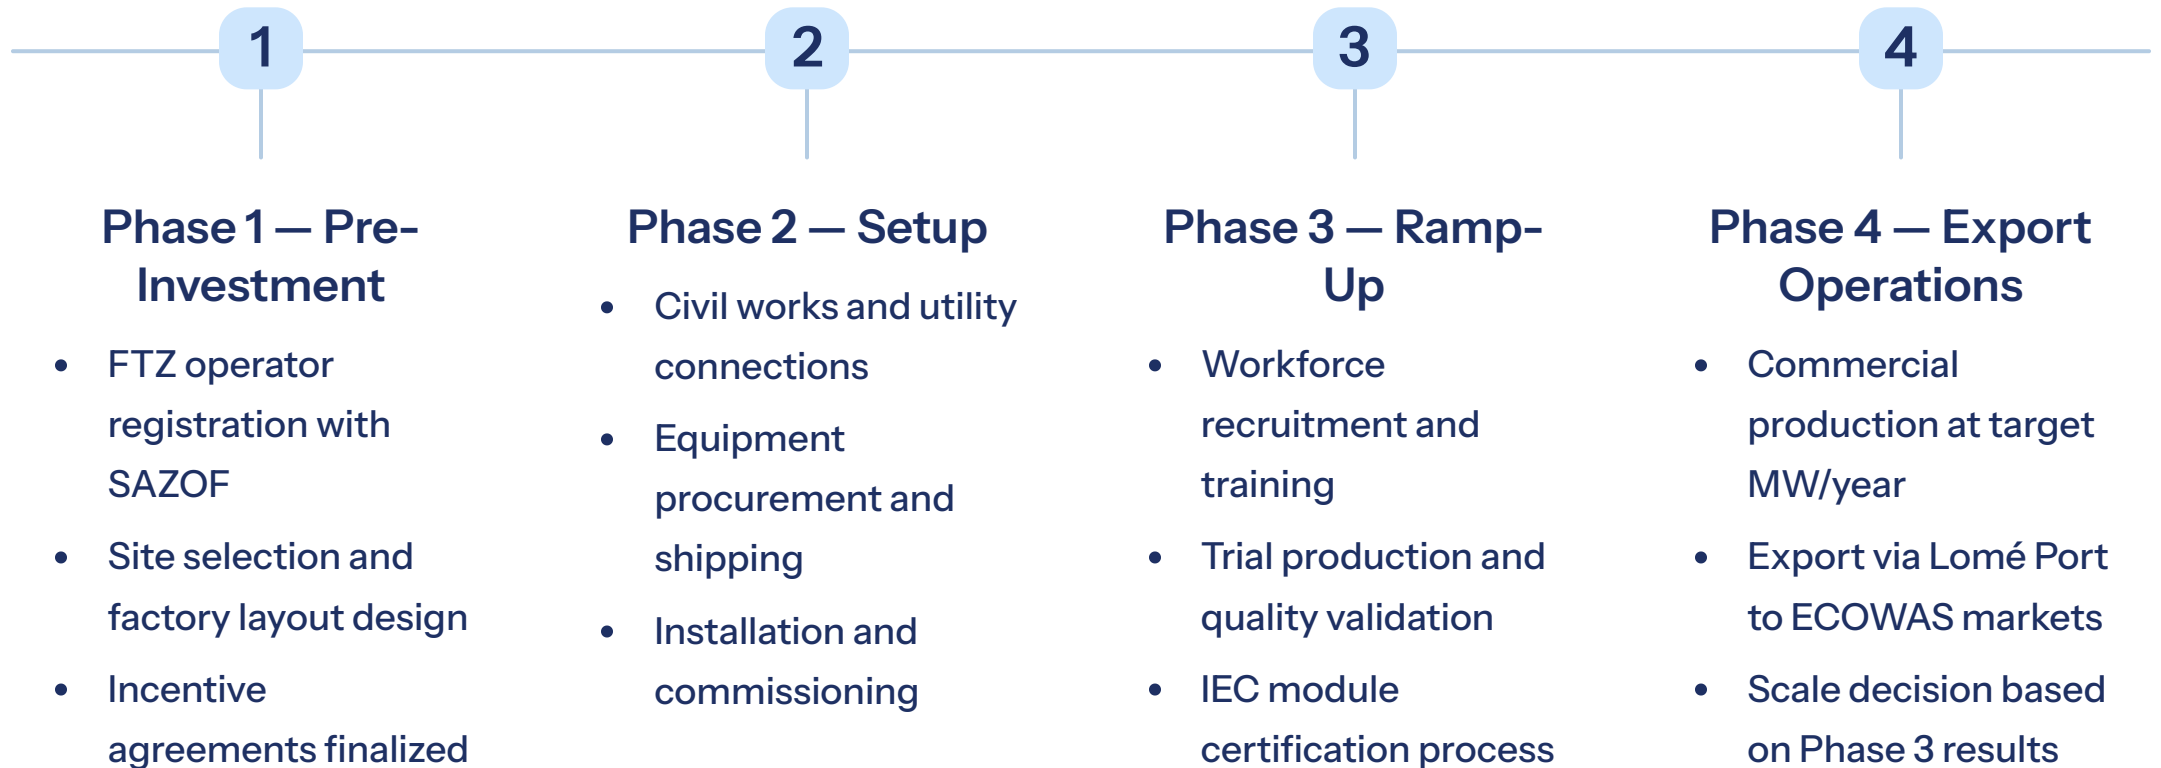 1
2
3
4
Phase 1 — Pre-
Investment
• FTZ operator
registration with
SAZOF
• Site selection and
factory layout design
• Incentive
agreements finalized
Phase 2 — Setup
• Civil works and utility
connections
• Equipment
procurement and
shipping
• Installation and
commissioning
Phase 3 — Ramp-
Up
• Workforce
recruitment and
training
• Trial production and
quality validation
• IEC module
certification process
Phase 4 — Export
Operations
• Commercial
production at target
MW/year
• Export via Lomé Port
to ECOWAS markets
• Scale decision based
on Phase 3 results